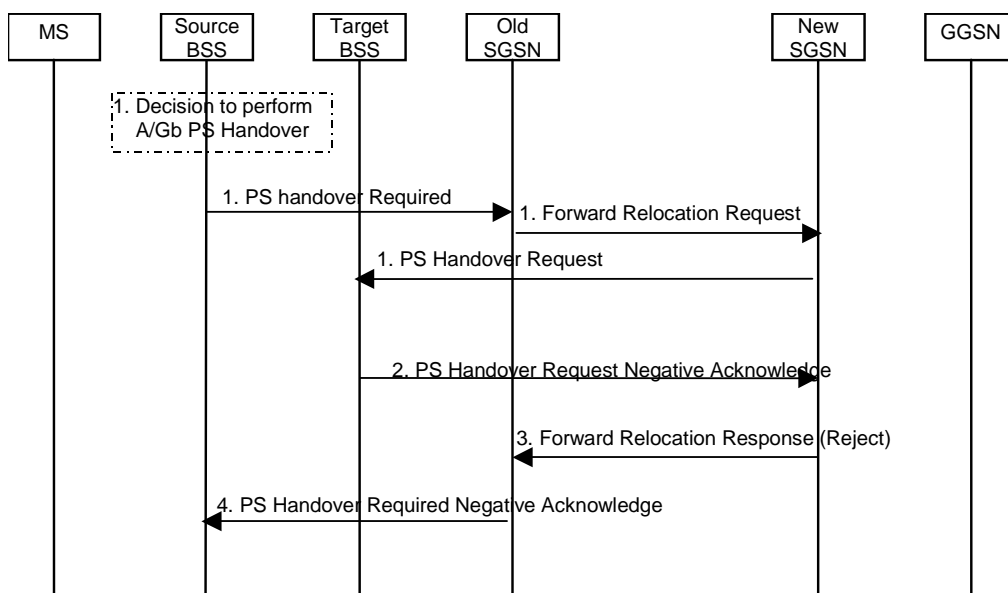 MS
Source
BSS
Target
BSS
Old
SGSN
New
SGSN
GGSN
1. Decision to perform
A/Gb PS Handover
1. PS handover Required
1. Forward Relocation Request
1. PS Handover Request
2. PS Handover Request Negative Acknowledge
3. Forward Relocation Response (Reject)
4. PS Handover Required Negative Acknowledge